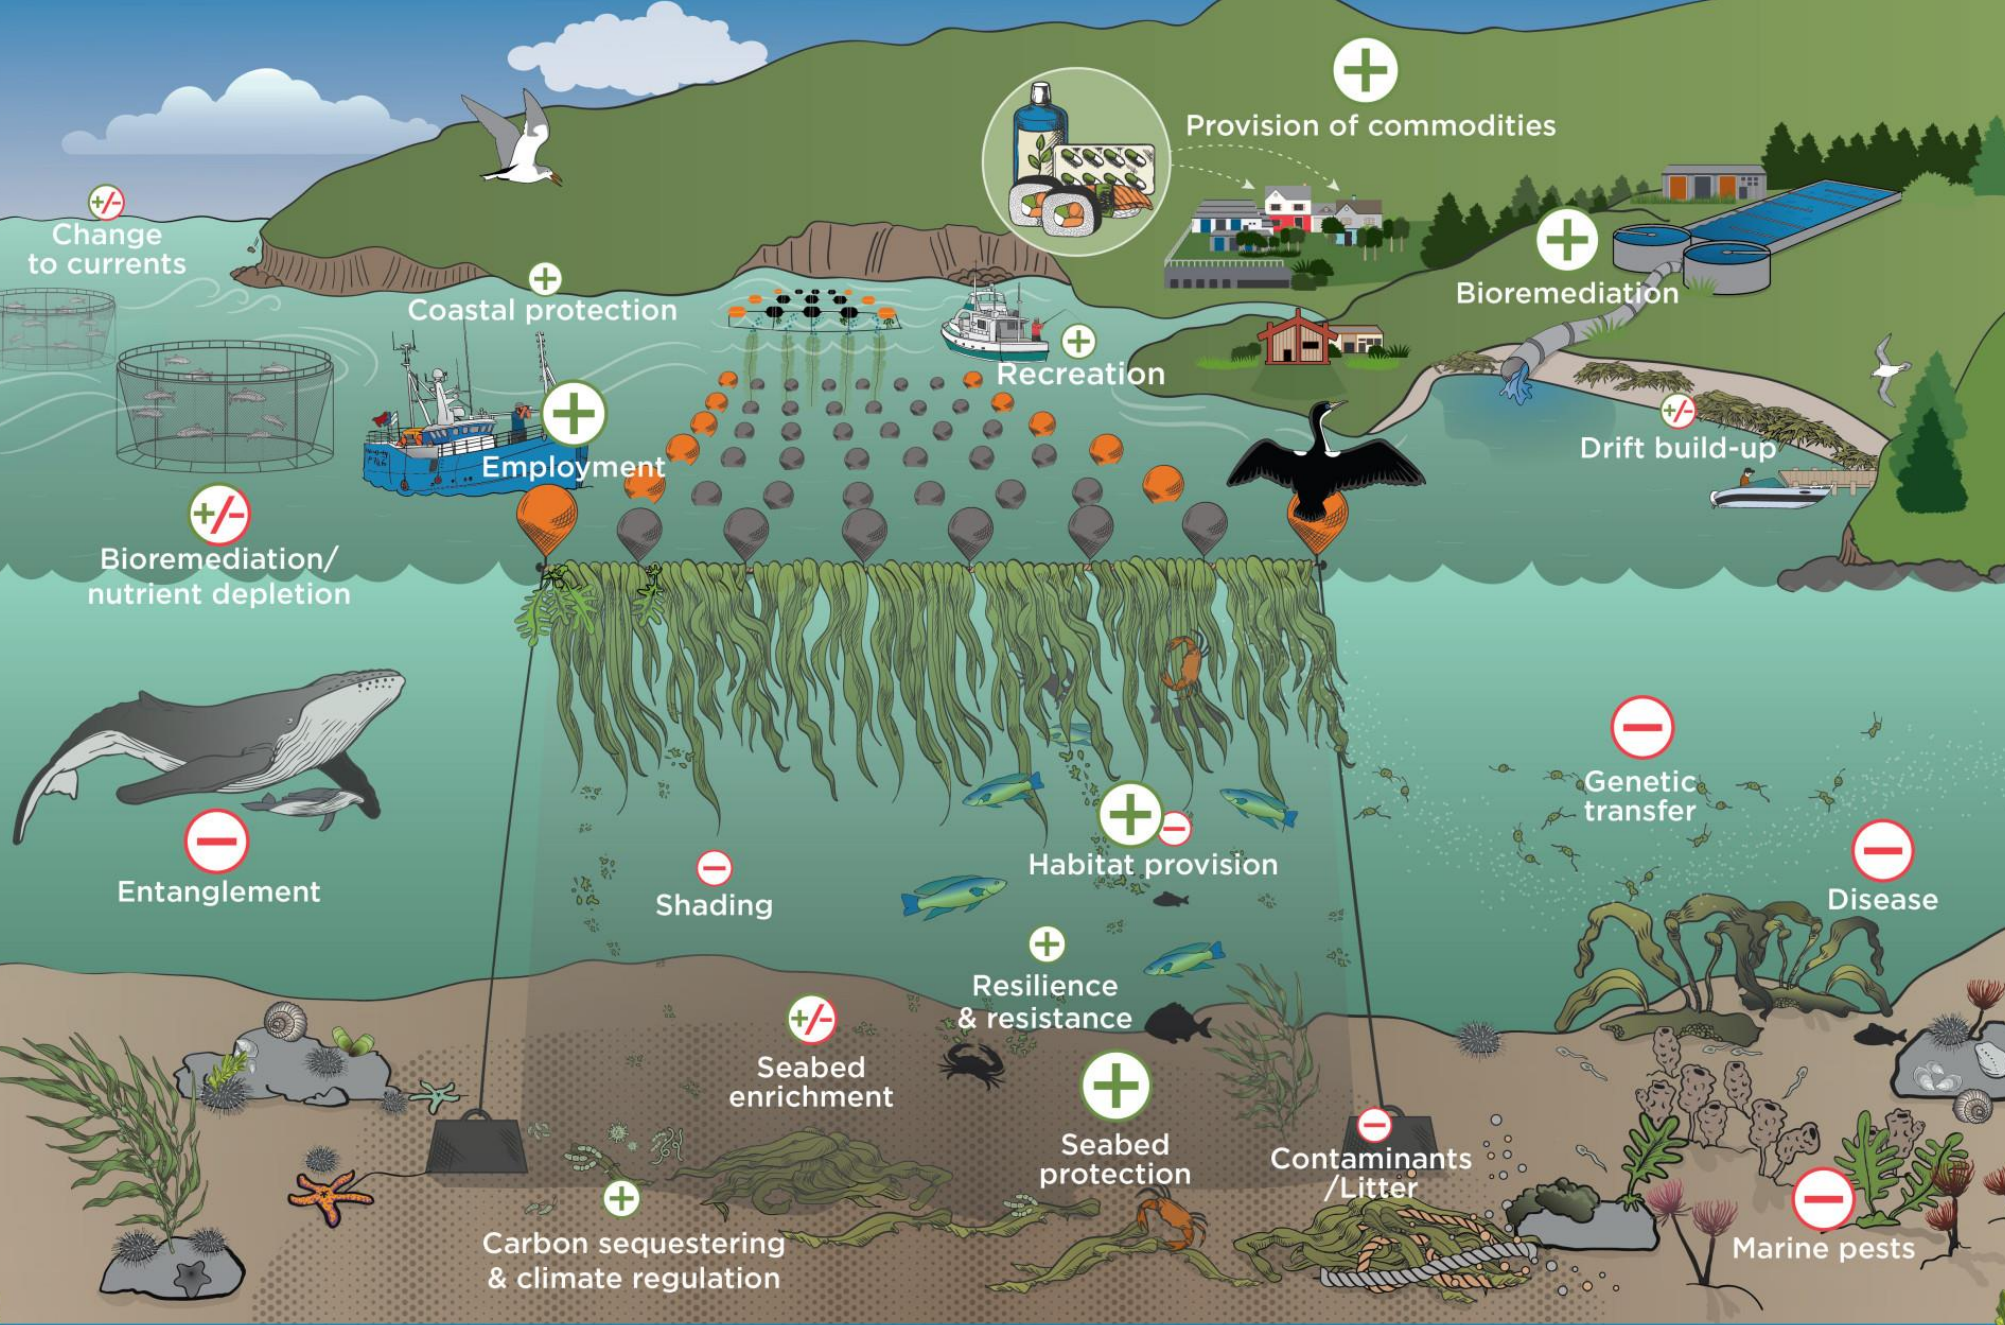 Provision of commodities
+/-
Change
to currents
Coastal protection
Bioremediation
Recreation
+/-
Drift build-up
Employment
+/-
Bioremediation/
nutrient depletion
Genetic
transfer
Habitat provision
Entanglement
Shading
Disease
Resilience
& resistance
+/-
Seabed
enrichment
Seabed
protection
Contaminants
/Litter
Carbon sequestering
& climate regulation
Marine pests